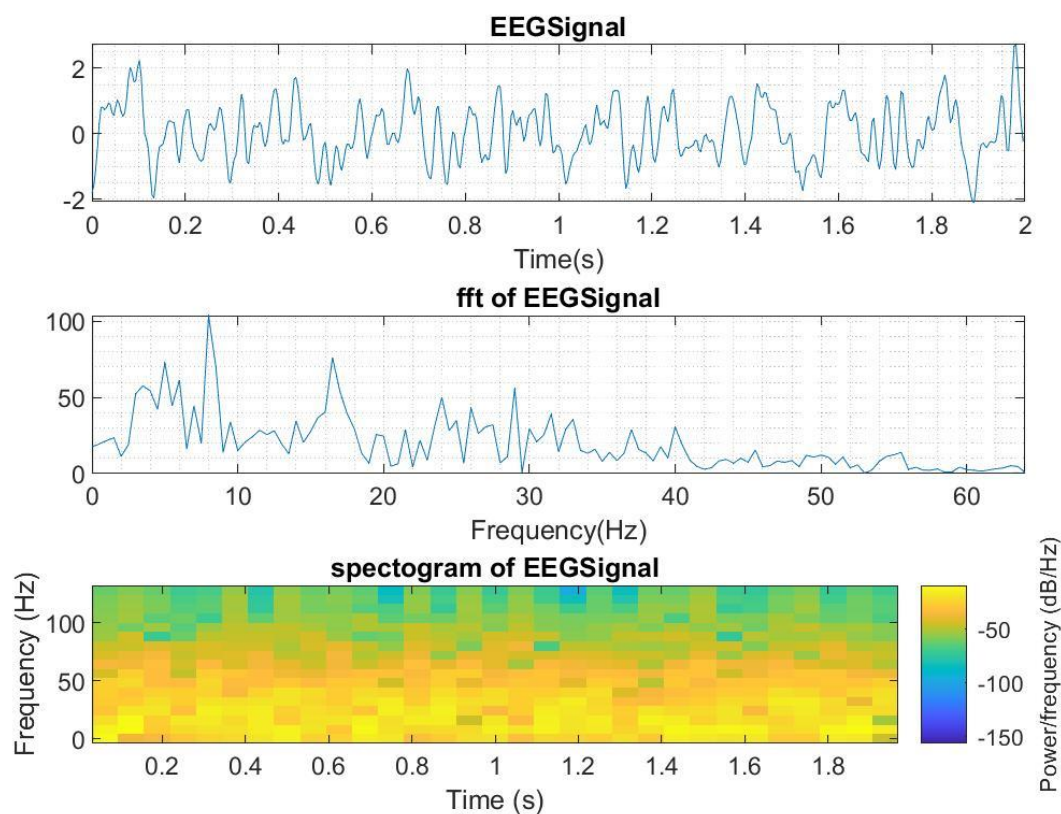 EEGSignal
2
0
-2
0 0.2 0.4 0.6 0.8 1 1.2 1.4 1.6 1.8 2
Time(s)
fft of EEGSignal
100
50
0
0 10 20 30 40 50 60
Frequency(Hz)
spectogram of EEGSignal
Frequency (Hz)
100
50
0
0.2 0.4 0.6 0.8 1 1.2 1.4 1.6 1.8
Time (s)
-50
-100
-150
Power/frequency (dB/Hz)